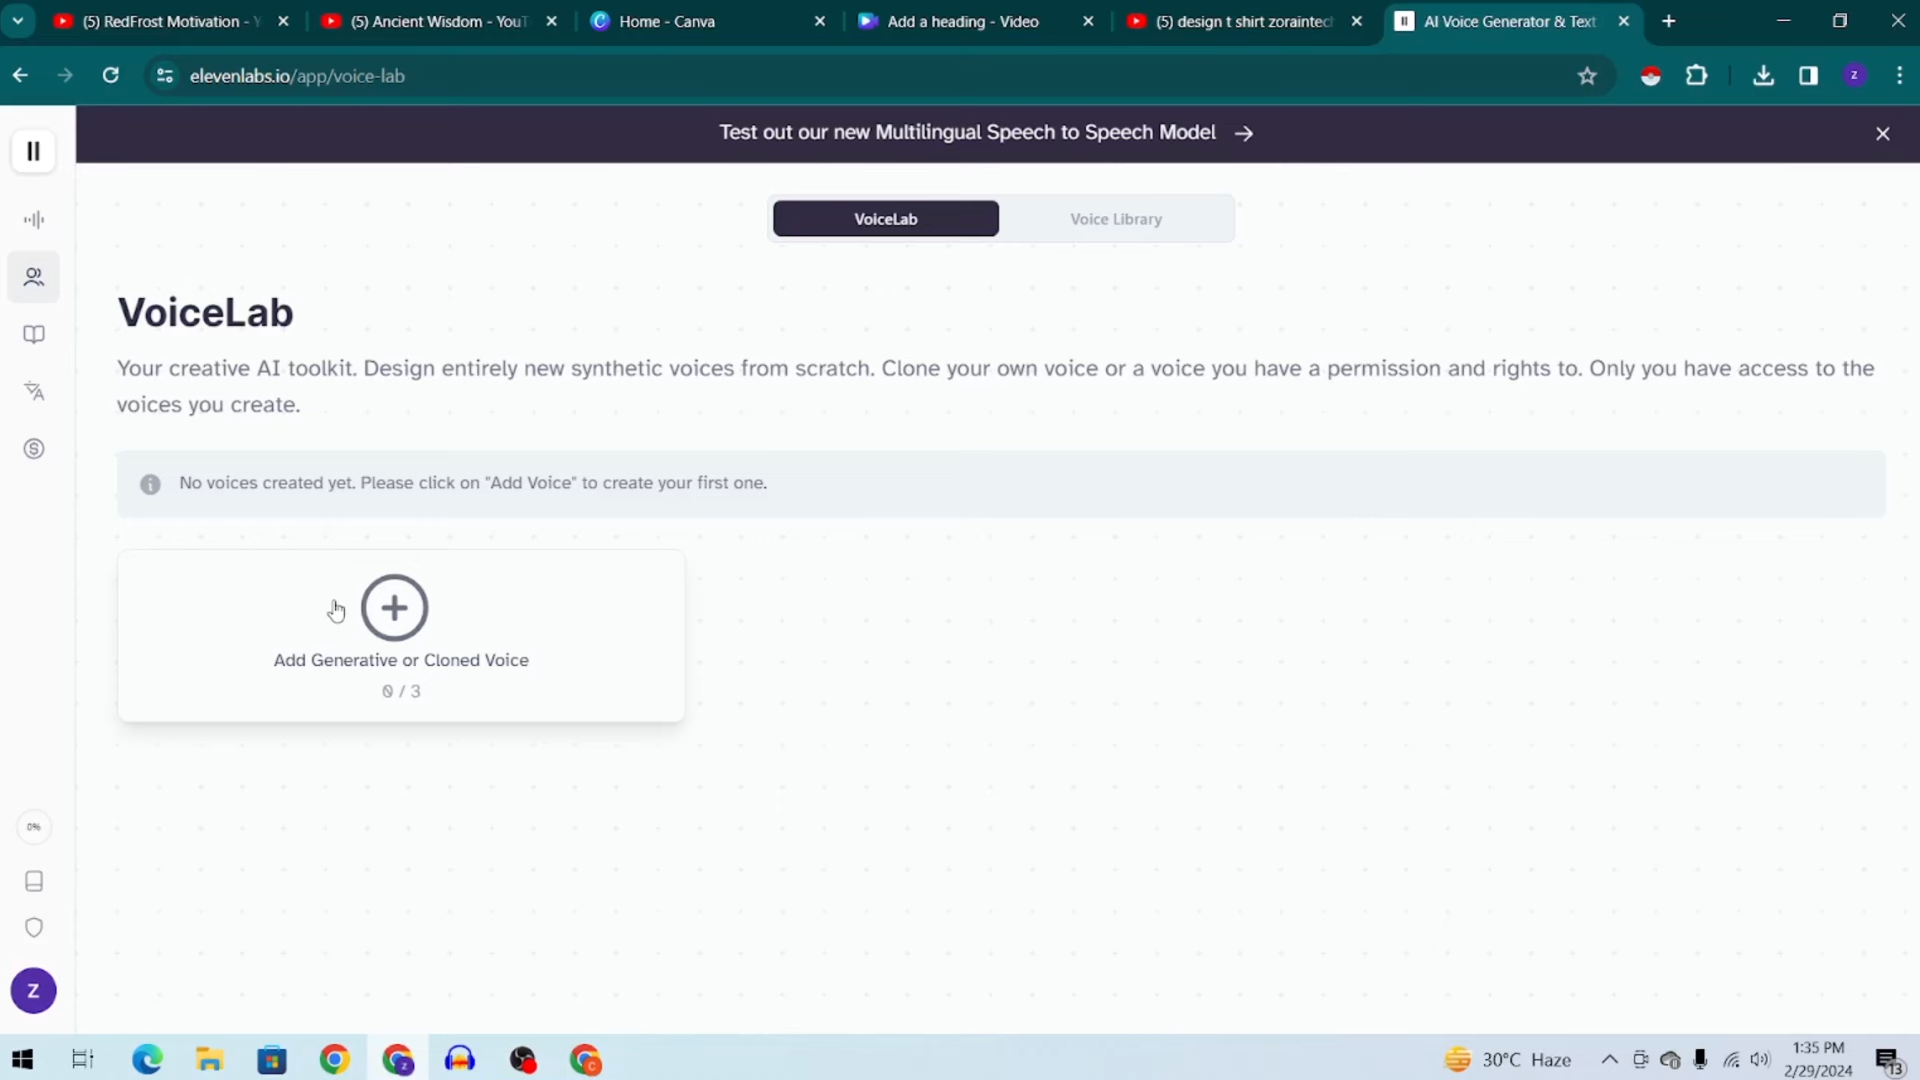 (5) RedFrost Motivation - Y
(5) Ancient Wisdom - YouT
Home - Canva
Add a heading - Video
(5) design t shirt zoraintech
AI Voice Generator & Text
elevenlabs.io/app/voice-lab
Z
Test out our new Multilingual Speech to Speech Model →
VoiceLab
Voice Library
VoiceLab
Your creative AI toolkit. Design entirely new synthetic voices from scratch. Clone your own voice or a voice you have a permission and rights to. Only you have access to the
voices you create.
No voices created yet. Please click on "Add Voice" to create your first one.
Add Generative or Cloned Voice
0 / 3
0%
Z
30°C Haze
1:35 PM
2/29/2024
13